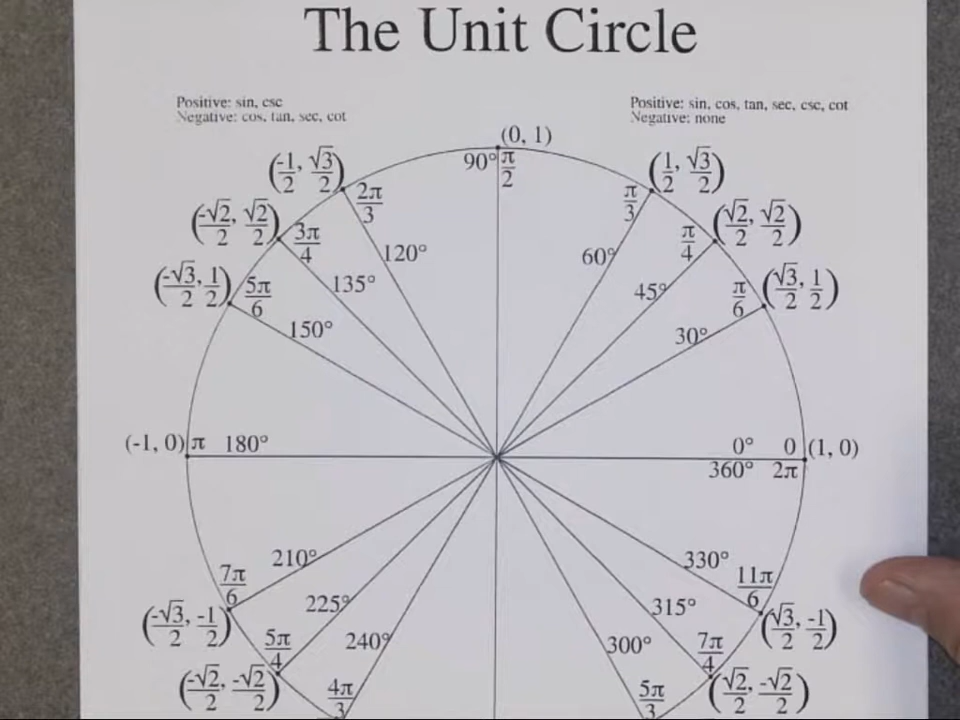 The Unit Circle
Positive: sin, csc
Negative: cos, tan, sec, cot
Positive: sin, cos, tan, sec, csc, cot
Negative: none
(0, 1)
90° π/2
(-1/2, √3/2) 2π/3 120°
(-√2/2, √2/2) 3π/4 135°
(-√3/2, 1/2) 5π/6 150°
60° π/3 (1/2, √3/2)
45° π/4 (√2/2, √2/2)
30° π/6 (√3/2, 1/2)
(-1, 0) π 180°
0° 0 (1, 0)
360° 2π
210° 7π/6 (-√3/2, -1/2)
225° 5π/4 (-√2/2, -√2/2)
240° 4π/3
330° 11π/6 (√3/2, -1/2)
315° 7π/4 (√2/2, -√2/2)
300° 5π/3